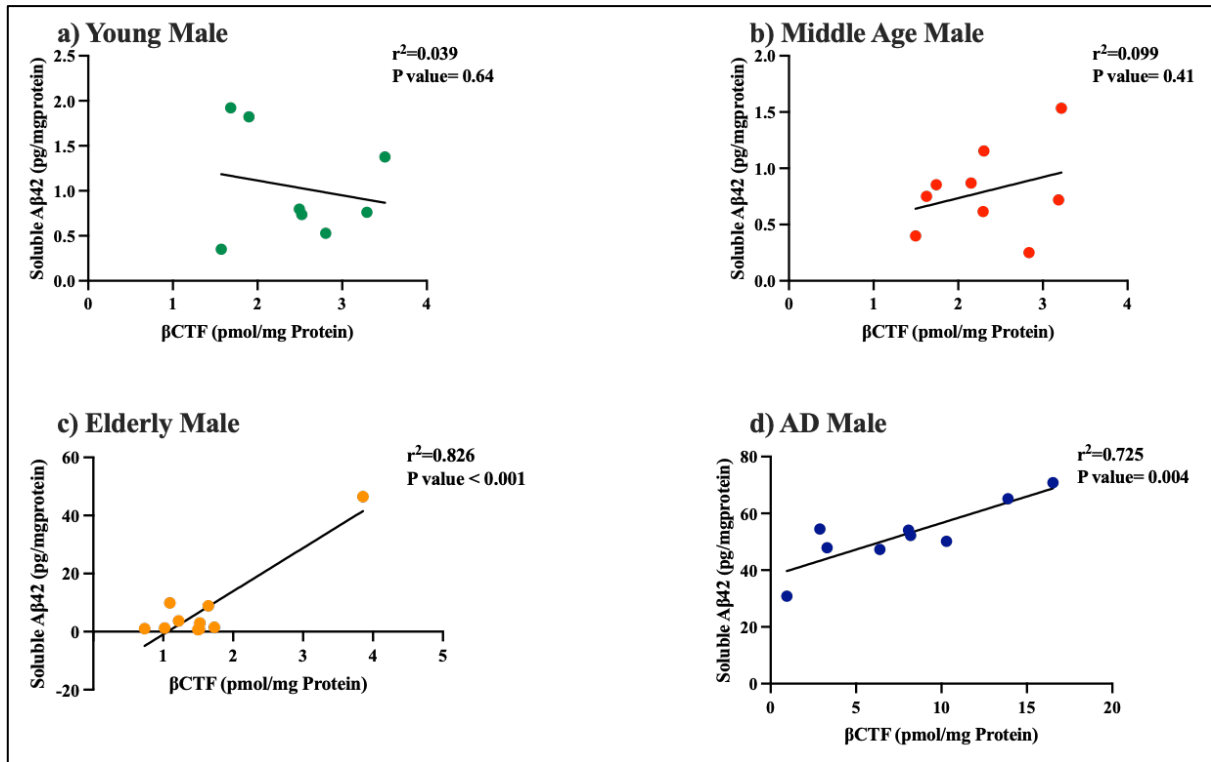 a) Young Male
r²=0.039
P value= 0.64
Soluble Aβ42 (pg/mgprotein)
2.5
2.0
1.5
1.0
0.5
0.0
0 1 2 3 4
βCTF (pmol/mg Protein)
b) Middle Age Male
r²=0.099
P value= 0.41
Soluble Aβ42 (pg/mgprotein)
2.0
1.5
1.0
0.5
0.0
0 1 2 3 4
βCTF (pmol/mg Protein)
c) Elderly Male
r²=0.826
P value < 0.001
Soluble Aβ42 (pg/mgprotein)
60
40
20
0
-20
1 2 3 4 5
βCTF (pmol/mg Protein)
d) AD Male
r²=0.725
P value= 0.004
Soluble Aβ42 (pg/mgprotein)
80
60
40
20
0
0 5 10 15 20
βCTF (pmol/mg Protein)